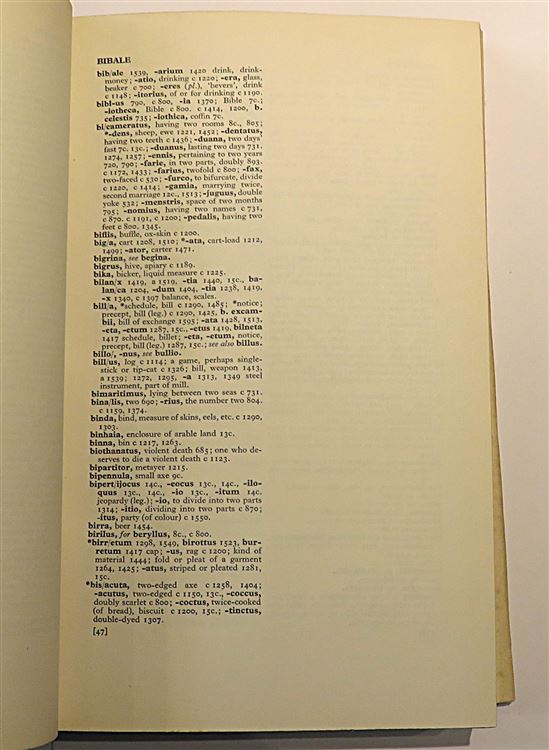 BIBALE
bib/ale 1539, -arium 1420 drink, drink-
money; -atio, drinking c 1220; -era, glass,
beaker c 700; -eres (pl.), 'bevers', drink
c 1148; -itorius, of or for drinking c 1190.
bibl-us 790, c 800, -ia 1370; Bible 7c.;
-iotheca, Bible c 800. c 1414, 1200, b.
celestis 735; -iothica, coffin 7c.
bi/cameratus, having two rooms 8c., 805;
*-dens, sheep, ewe 1221, 1452; -dentatus,
having two teeth c 1436; -duana, two days'
fast 7c. 13c.; -duanus, lasting two days 731.
1274, 1257; -ennis, pertaining to two years
720, 790; -farie, in two parts, doubly 893.
c 1172, 1433; -farius, twofold c 800; -fax,
two-faced c 530; -furco, to bifurcate, divide
c 1220, c 1414; -gamia, marrying twice,
second marriage 12c., 1513; -juguus, double
yoke 532; -menstris, space of two months
795; -nomius, having two names c 731,
c 870. c 1191, c 1200; -pedalis, having two
feet c 800. 1345.
biflis, buffle, ox-skin c 1200.
big/a, cart 1208, 1510; *-ata, cart-load 1212,
1499; -ator, carter 1471.
bigrina, see begina.
bigrus, hive, apiary c 1189.
bika, bicker, liquid measure c 1225.
bilan/x 1419, a 1519, -tia 1440, 15c., ba-
lan/ca 1204, -dum 1404, -tia 1238, 1419,
-x 1340, c 1397 balance, scales.
bill/a, *schedule, bill c 1290, 1485; *notice;
precept, bill (leg.) c 1290, 1425, b. excam-
bii, bill of exchange 1595; -ata 1428, 1513,
-eta, -etum 1287, 15c., -etus 1419, bilneta
1417 schedule, billet; -eta, -etum, notice,
precept, bill (leg.) 1287, 15c.; see also billus.
billo/, -nus, see bullio.
bill/us, log c 1114; a game, perhaps single-
stick or tip-cat c 1326; bill, weapon 1413,
a 1539; 1272, 1295, -a 1313, 1349 steel
instrument, part of mill.
bimaritimus, lying between two seas c 731.
bina/lis, two 690; -rius, the number two 804,
c 1159, 1374.
binda, bind, measure of skins, eels, etc. c 1290,
1303.
binhaia, enclosure of arable land 13c.
binna, bin c 1217, 1263.
biothanatus, violent death 685; one who de-
serves to die a violent death c 1123.
bipartitor, metayer 1215.
bipennula, small axe 9c.
bipert/ijocus 14c., -eocus 13c., 14c., -ilo-
quus 13c., 14c., -io 13c., -itum 14c.
jeopardy (leg.); -io, to divide into two parts
1314; -itio, dividing into two parts c 870;
-itus, party (of colour) c 1550.
birra, beer 1454.
birilus, for beryllus, 8c., c 800.
*birr/etum 1298, 1549, birottus 1523, bur-
retum 1417 cap; -us, rag c 1200; kind of
material 1444; fold or pleat of a garment
1264, 1425; -atus, striped or pleated 1281,
15c.
*bis/acuta, two-edged axe c 1258, 1404;
-acutus, two-edged c 1150, 13c., -coccus,
doubly scarlet c 800; -coctus, twice-cooked
(of bread), biscuit c 1200, 15c.; -tinctus,
double-dyed 1307.
[47]